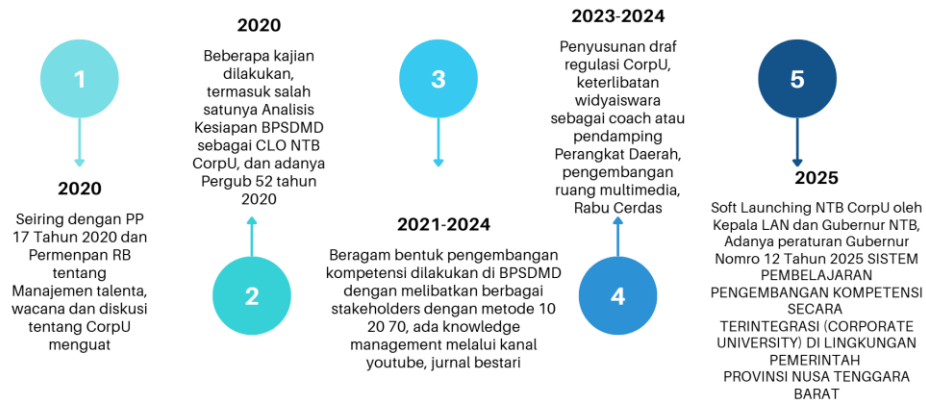 1
2020
Seiring dengan PP
17 Tahun 2020 dan
Permenpan RB
tentang
Manajemen talenta,
wacana dan diskusi
tentang CorpU
menguat
2020
Beberapa kajian
dilakukan,
termasuk salah
satunya Analisis
Kesiapan BPSDMD
sebagai CLO NTB
CorpU, dan adanya
Pergub 52 tahun
2020
2
3
2021-2024
Beragam bentuk pengembangan
kompetensi dilakukan di BPSDMD
dengan melibatkan berbagai
stakeholders dengan metode 10
20 70, ada knowledge
management melalui kanal
youtube, jurnal bestari
2023-2024
Penyusunan draf
regulasi CorpU,
keterlibatan
widyaiswara
sebagai coach atau
pendamping
Perangkat Daerah,
pengembangan
ruang multimedia,
Rabu Cerdas
4
5
2025
Soft Launching NTB CorpU oleh
Kepala LAN dan Gubernur NTB,
Adanya peraturan Gubernur
Nomro 12 Tahun 2025 SISTEM
PEMBELAJARAN
PENGEMBANGAN KOMPETENSI
SECARA
TERINTEGRASI (CORPORATE
UNIVERSITY) DI LINGKUNGAN
PEMERINTAH
PROVINSI NUSA TENGGARA
BARAT